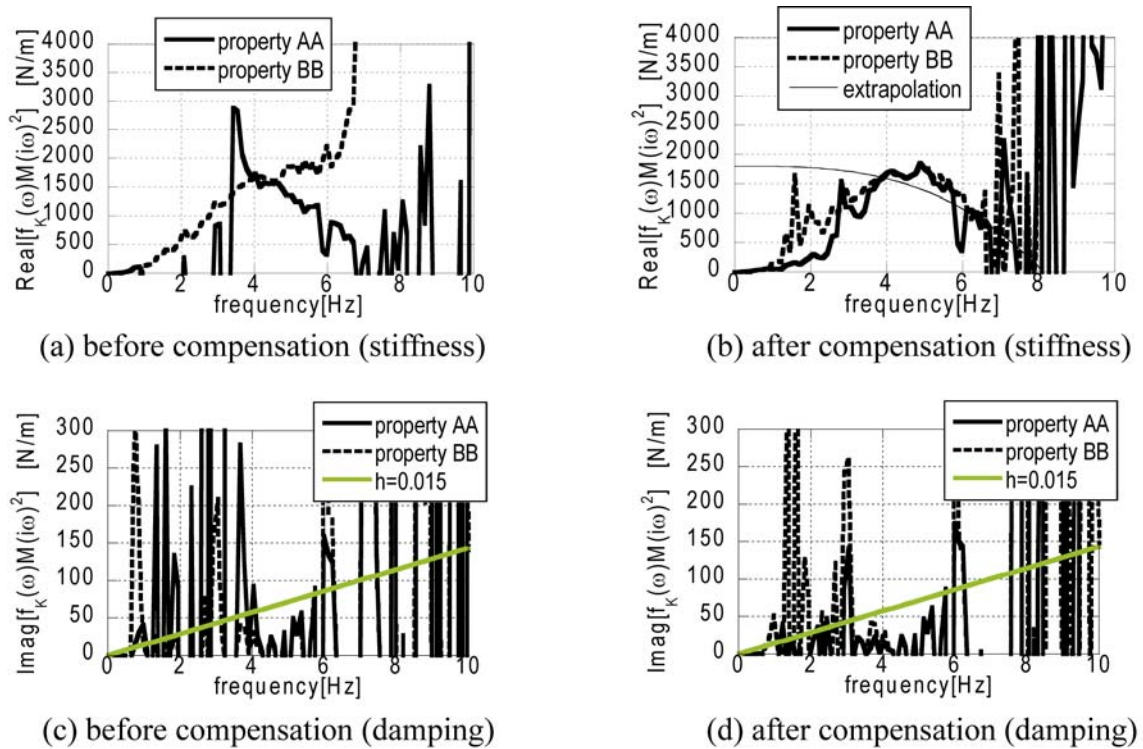 property AA
property BB
Real[f_K(ω)M(iω)^2] [N/m]
4000
3500
3000
2500
2000
1500
1000
500
0
0 2 4 6 8 10
frequency[Hz]
(a) before compensation (stiffness)
property AA
property BB
extrapolation
Real[f_K(ω)M(iω)^2] [N/m]
4000
3500
3000
2500
2000
1500
1000
500
0
0 2 4 6 8 10
frequency[Hz]
(b) after compensation (stiffness)
property AA
property BB
h=0.015
Imag[f_K(ω)M(iω)^2] [N/m]
300
250
200
150
100
50
0
0 2 4 6 8 10
frequency[Hz]
(c) before compensation (damping)
property AA
property BB
h=0.015
Imag[f_K(ω)M(iω)^2] [N/m]
300
250
200
150
100
50
0
0 2 4 6 8 10
frequency[Hz]
(d) after compensation (damping)